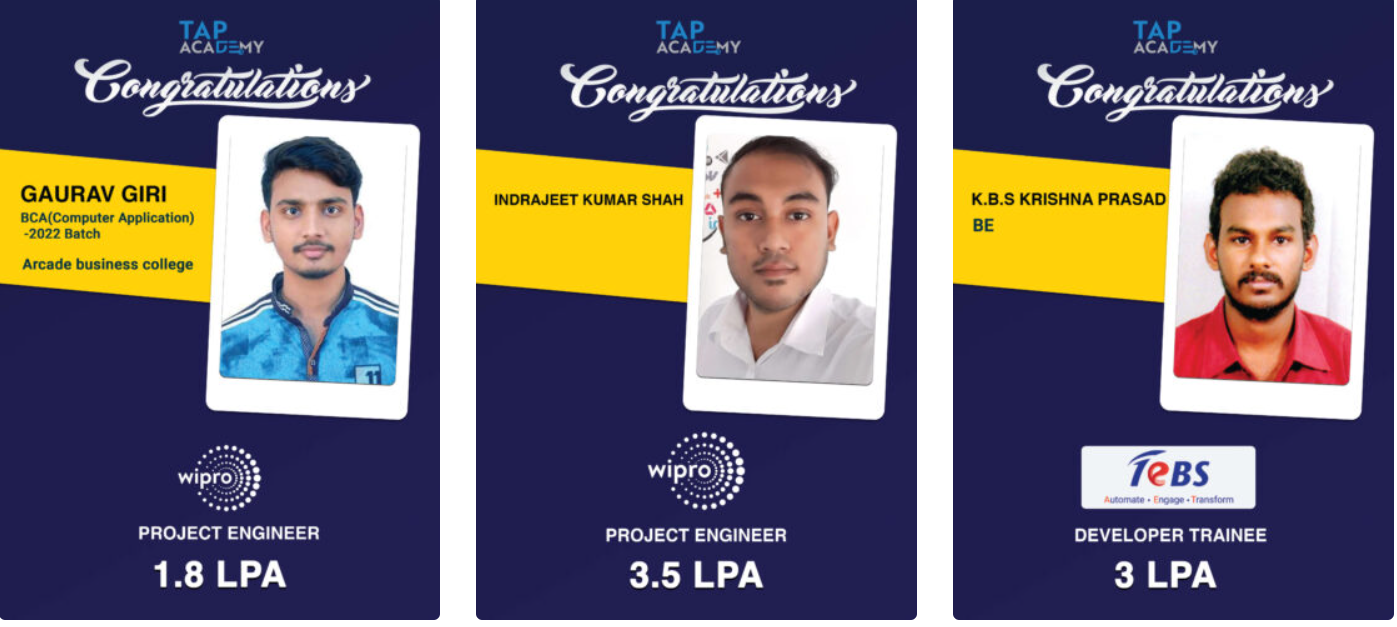 TAP
ACADEMY
Congratulations
GAURAV GIRI
BCA(Computer Application)
-2022 Batch
Arcade business college
11
wipro
PROJECT ENGINEER
1.8 LPA
TAP
ACADEMY
Congratulations
INDRAJEET KUMAR SHAH
wipro
PROJECT ENGINEER
3.5 LPA
TAP
ACADEMY
Congratulations
K.B.S KRISHNA PRASAD
BE
TeBS
Automate • Engage • Transform
DEVELOPER TRAINEE
3 LPA